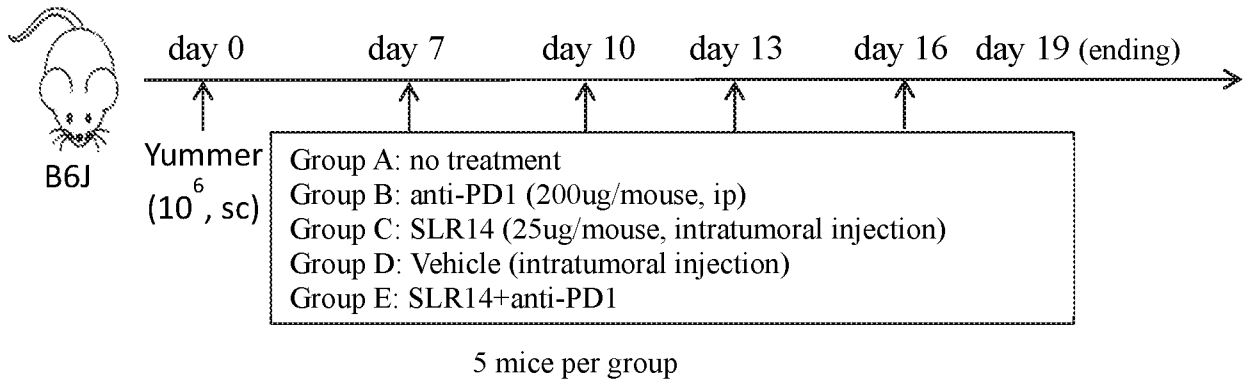 day 0 day 7 day 10 day 13 day 16 day 19 (ending)
B6J
Yummer
(10^6, sc)
Group A: no treatment
Group B: anti-PD1 (200ug/mouse, ip)
Group C: SLR14 (25ug/mouse, intratumoral injection)
Group D: Vehicle (intratumoral injection)
Group E: SLR14+anti-PD1
5 mice per group